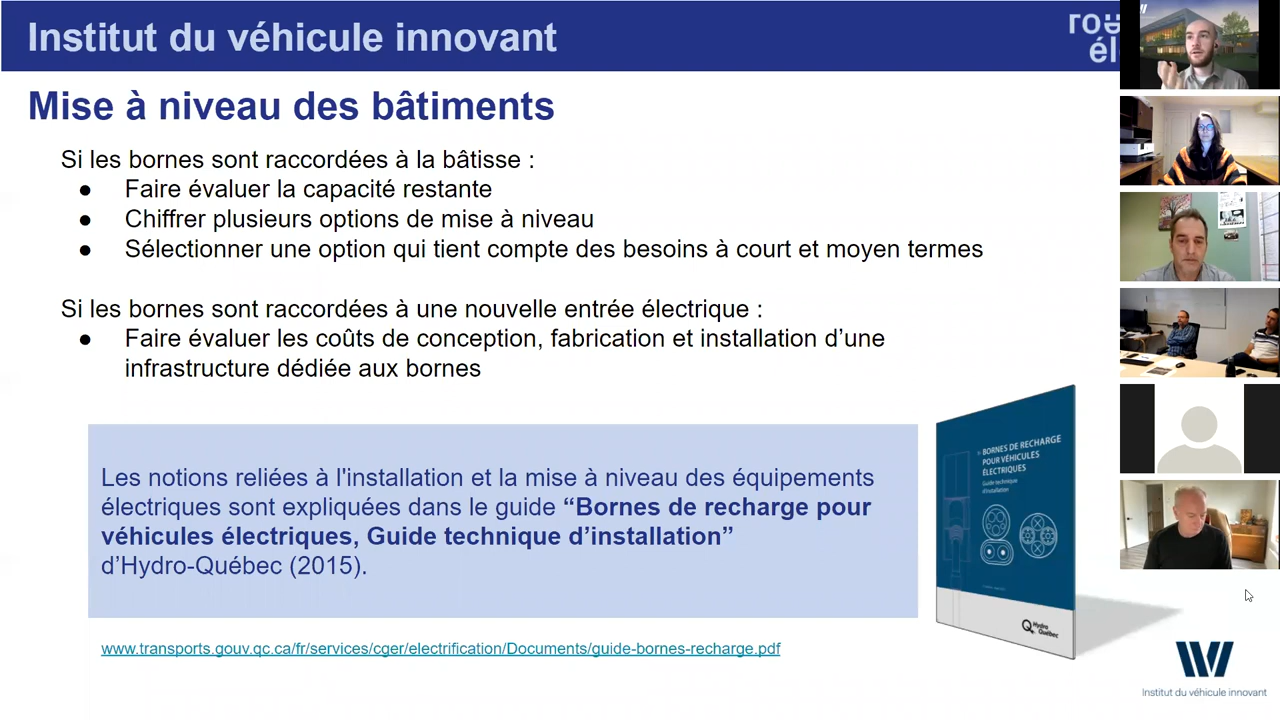 Institut du véhicule innovant
Mise à niveau des bâtiments
Si les bornes sont raccordées à la bâtisse :
● Faire évaluer la capacité restante
● Chiffrer plusieurs options de mise à niveau
● Sélectionner une option qui tient compte des besoins à court et moyen termes
Si les bornes sont raccordées à une nouvelle entrée électrique :
● Faire évaluer les coûts de conception, fabrication et installation d’une
infrastructure dédiée aux bornes
Les notions reliées à l'installation et la mise à niveau des équipements
électriques sont expliquées dans le guide “Bornes de recharge pour
véhicules électriques, Guide technique d’installation”
d’Hydro-Québec (2015).
BORNES DE RECHARGE
POUR VÉHICULES
ÉLECTRIQUES
Guide technique
d'installation
Hydro
Québec
www.transports.gouv.qc.ca/fr/services/cger/electrification/Documents/guide-bornes-recharge.pdf
Institut du véhicule innovant